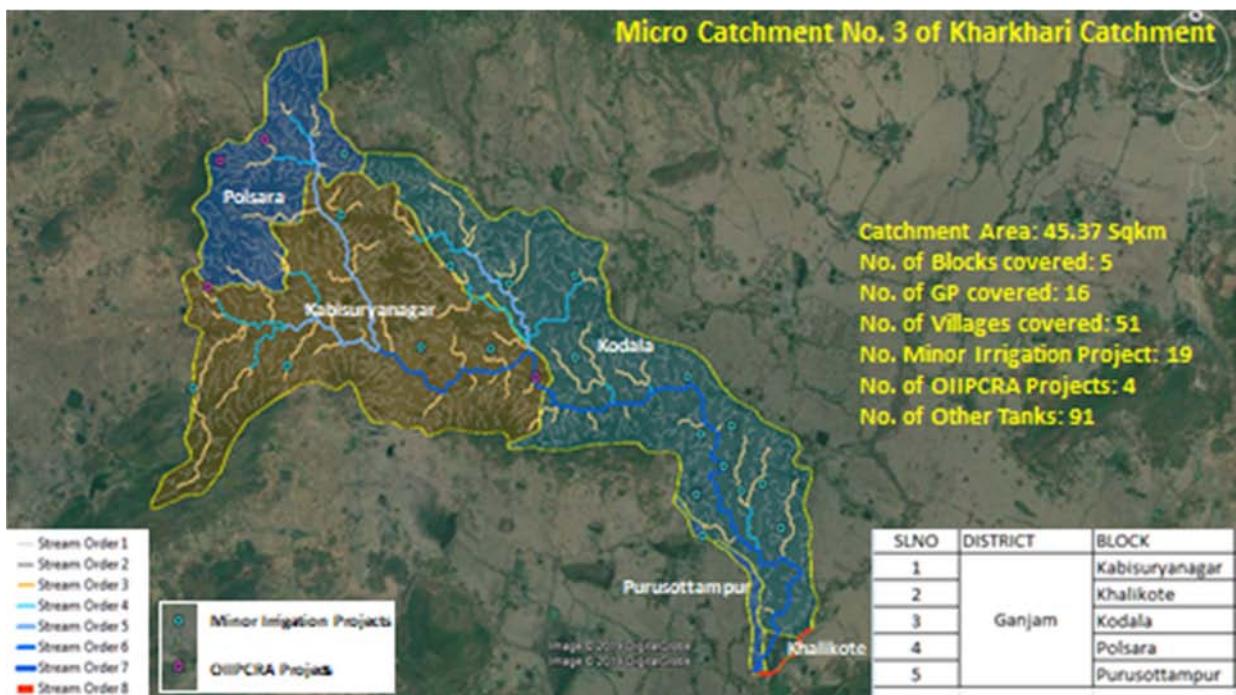 Micro Catchment No. 3 of Kharkhari Catchment
Polsara
Kabisuryanagar
Kodala
Purusottampur
Khalikote
Catchment Area: 45.37 Sqkm
No. of Blocks covered: 5
No. of GP covered: 16
No. of Villages covered: 51
No. Minor Irrigation Project: 19
No. of OIIPCRA Projects: 4
No. of Other Tanks: 91
Stream Order 1
Stream Order 2
Stream Order 3
Stream Order 4
Stream Order 5
Stream Order 6
Stream Order 7
Stream Order 8
Minor Irrigation Projects
OIIPCRA Projects
Image ©
Image ©
SLNO DISTRICT BLOCK
1 Kabisuryanagar
2 Khalikote
3 Ganjam Kodala
4 Polsara
5 Purusottampur